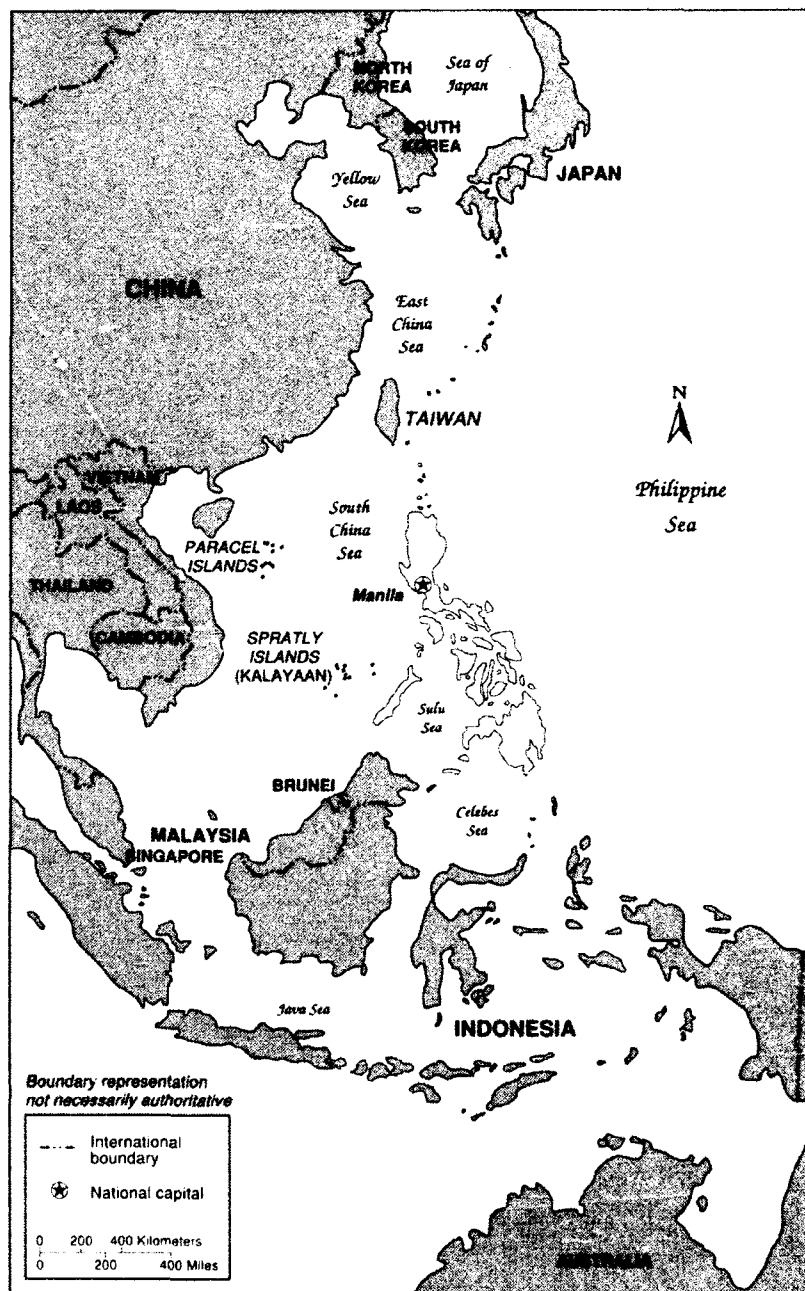 NORTH
KOREA
Sea of
Japan
SOUTH
KOREA
JAPAN
Yellow
Sea
CHINA
East
China
Sea
TAIWAN
N
Philippine
Sea
VIETNAM
LAOS
South
China
Sea
PARACEL
ISLANDS
THAILAND
Manila
CAMBODIA
SPRATLY
ISLANDS
(KALAYAAN)
Sulu
Sea
BRUNEI
Celebes
Sea
MALAYSIA
SINGAPORE
Java Sea
INDONESIA
Boundary representation
not necessarily authoritative
International
boundary
National capital
0 200 400 Kilometers
0 200 400 Miles
AUSTRALIA